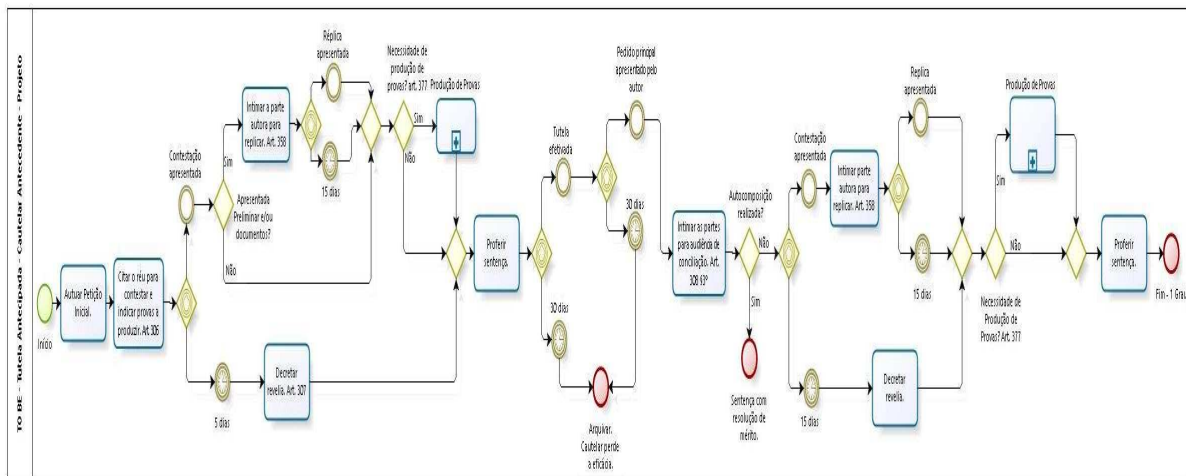 TO BE - Tutela Antecipada - Cautelar Antecedente - Projeto
Início
Autuar Petição
Inicial.
Citar o réu para
contestar e
indicar provas a
produzir. Art 306
Contestação
apresentada
Sim
Apresentada
Preliminar e/ou
documentos?
Não
Intimar a parte
autora para
replicar. Art. 358
Réplica
apresentada
15 dias
Necessidade de
produção de
provas? art. 377
Sim
Não
Produção de Provas
5 dias
Decretar
revelia. Art. 307
Proferir
sentença.
Tutela
efetivada
30 dias
Pedido principal
apresentado pelo
autor
30 dias
Arquivar.
Cautelar perde
a eficácia.
Intimar as partes
para audiência de
conciliação. Art.
308 §3º
Autocomposição
realizada?
Não
Sim
Sentença com
resolução de
mérito.
Contestação
apresentada
Intimar parte
autora para
replicar. Art. 358
Replica
apresentada
15 dias
15 dias
Decretar
revelia.
Necessidade de
Produção de
Provas? Art. 377
Sim
Não
Produção de Provas
Proferir
sentença.
Fim - 1 Grau